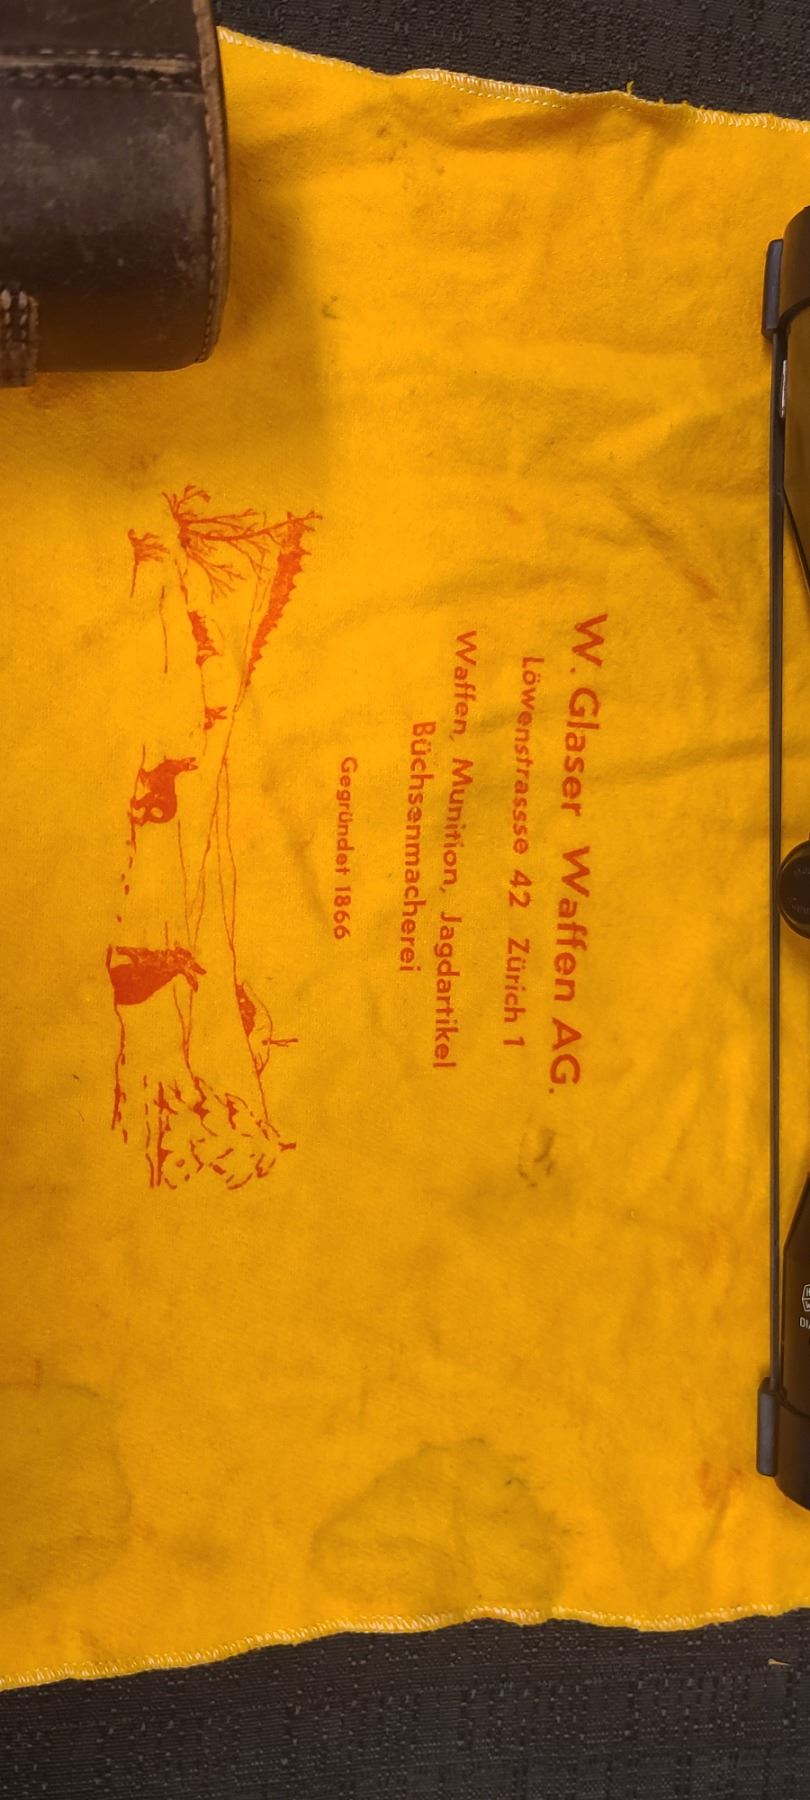 W. Glaser Waffen AG.
Löwenstrassse 42 Zürich 1
Waffen, Munition, Jagdartikel
Büchsenmacherei
Gegründet 1866